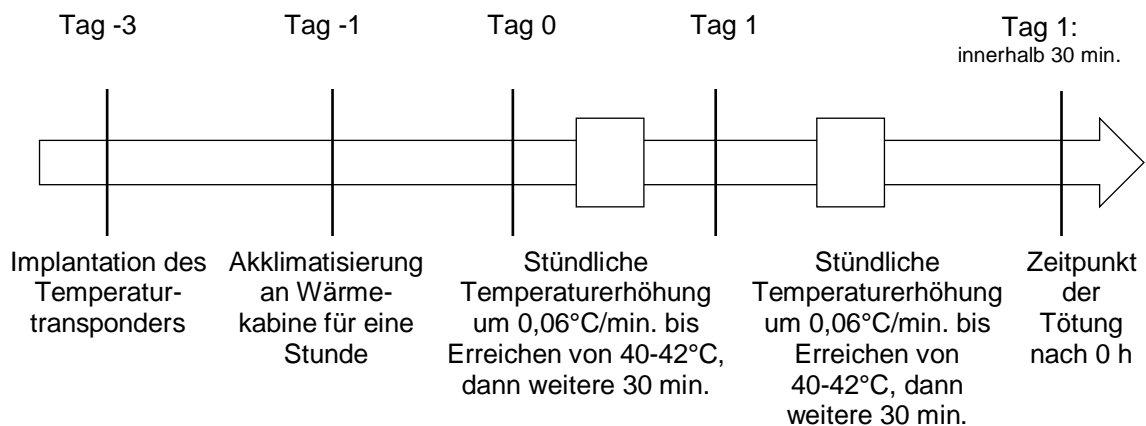 Tag -3
Tag -1
Tag 0
Tag 1
Tag 1:
innerhalb 30 min.
Implantation des
Temperatur-
transponders
Akklimatisierung
an Wärme-
kabine für eine
Stunde
Stündliche
Temperaturerhöhung
um 0,06°C/min. bis
Erreichen von 40-42°C,
dann weitere 30 min.
Stündliche
Temperaturerhöhung
um 0,06°C/min. bis
Erreichen von
40-42°C, dann
weitere 30 min.
Zeitpunkt
der
Tötung
nach 0 h